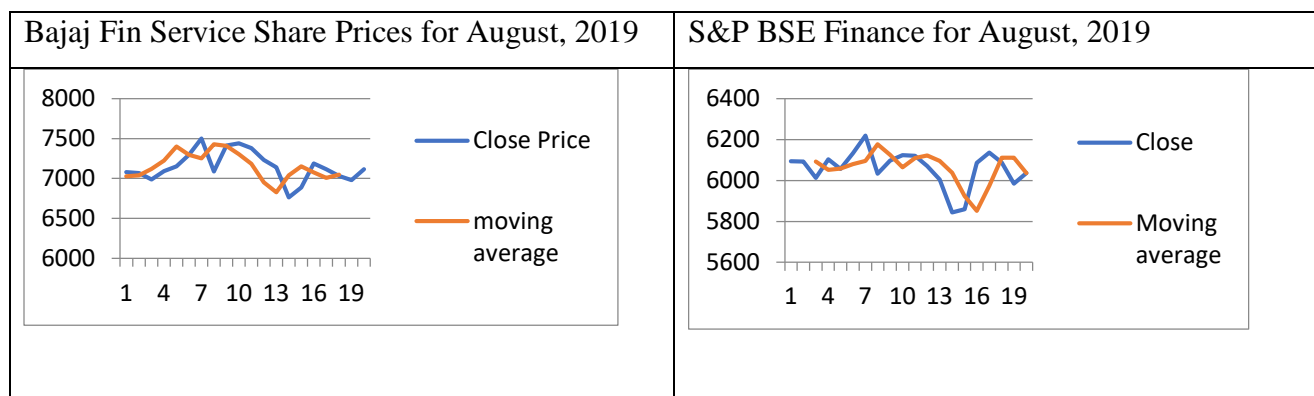 Bajaj Fin Service Share Prices for August, 2019
S&P BSE Finance for August, 2019
8000
7500
7000
6500
6000
1 4 7 10 13 16 19
Close Price
moving
average
6400
6200
6000
5800
5600
1 4 7 10 13 16 19
Close
Moving
average